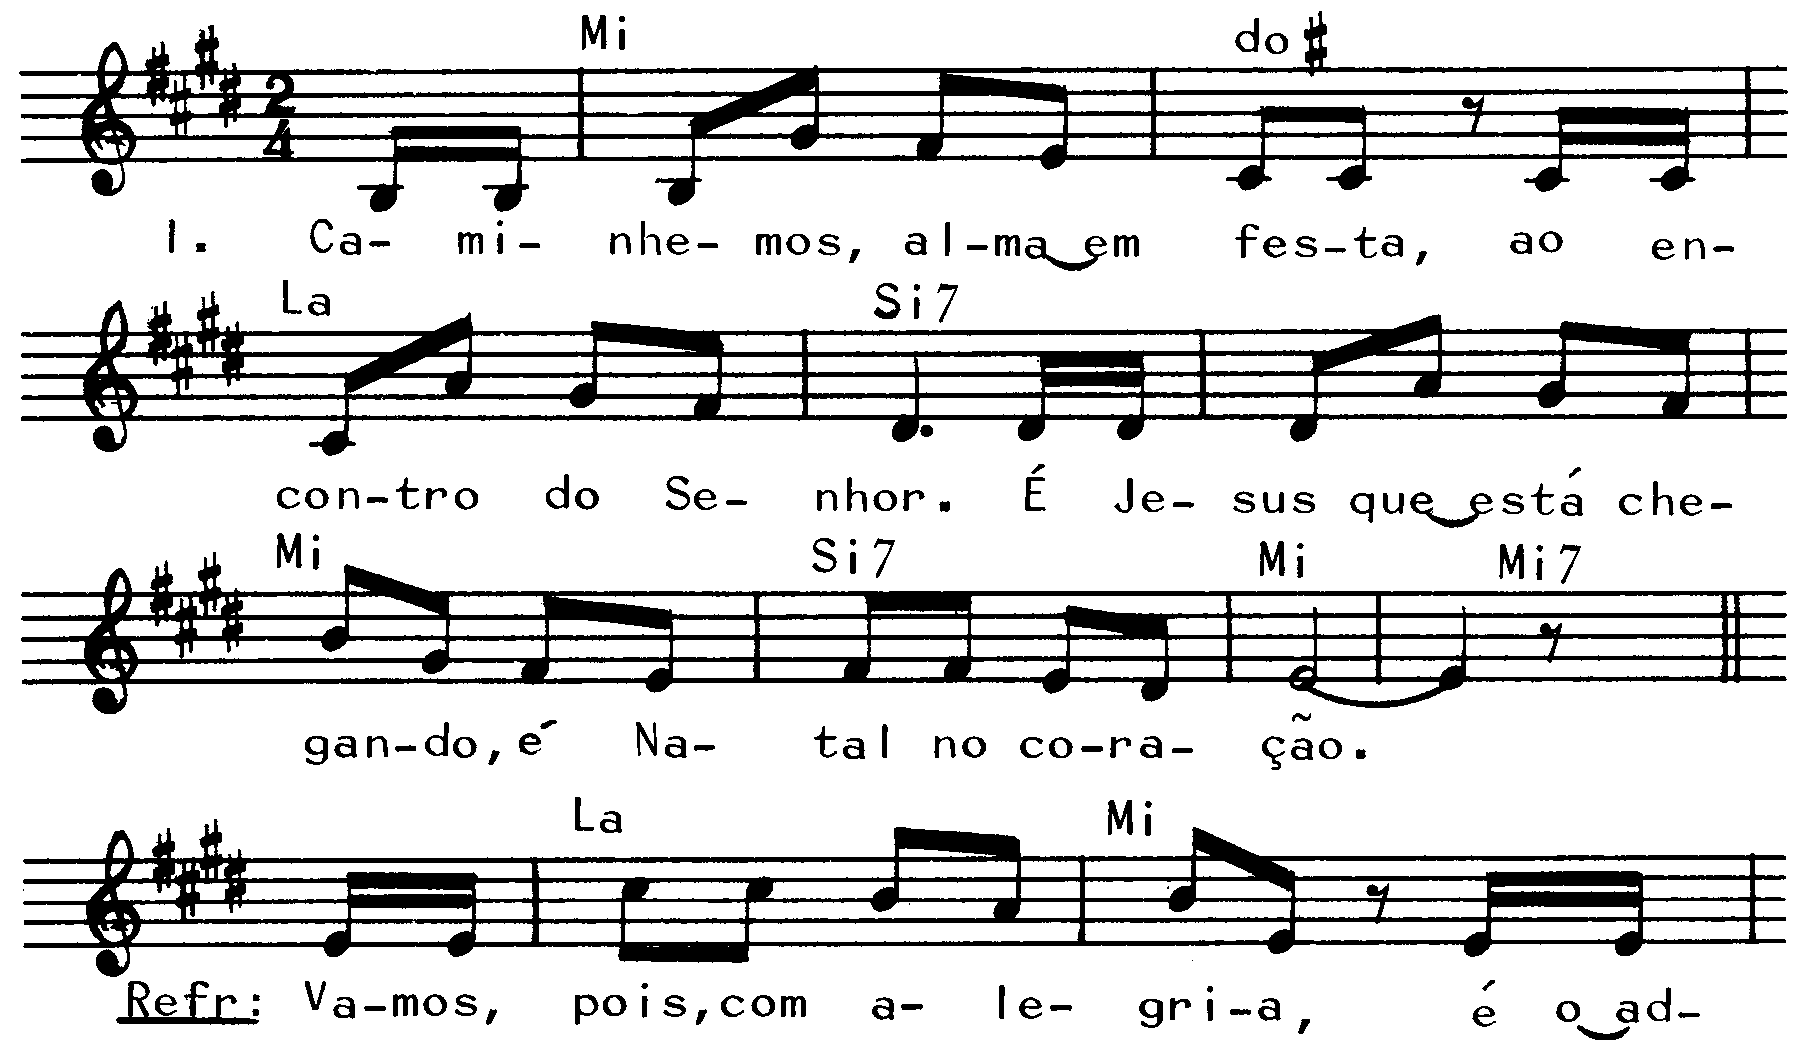 Mi do♯
2
4
1. Ca- mi- nhe- mos, al-ma em fes-ta, ao en-
La Si7
con-tro do Se- nhor. É Je- sus que está che-
Mi Si7 Mi Mi7
gan-do, é Na- tal no co-ra- ção.
La Mi
Refr: Va-mos, pois, com a- le- gri-a, é o ad-